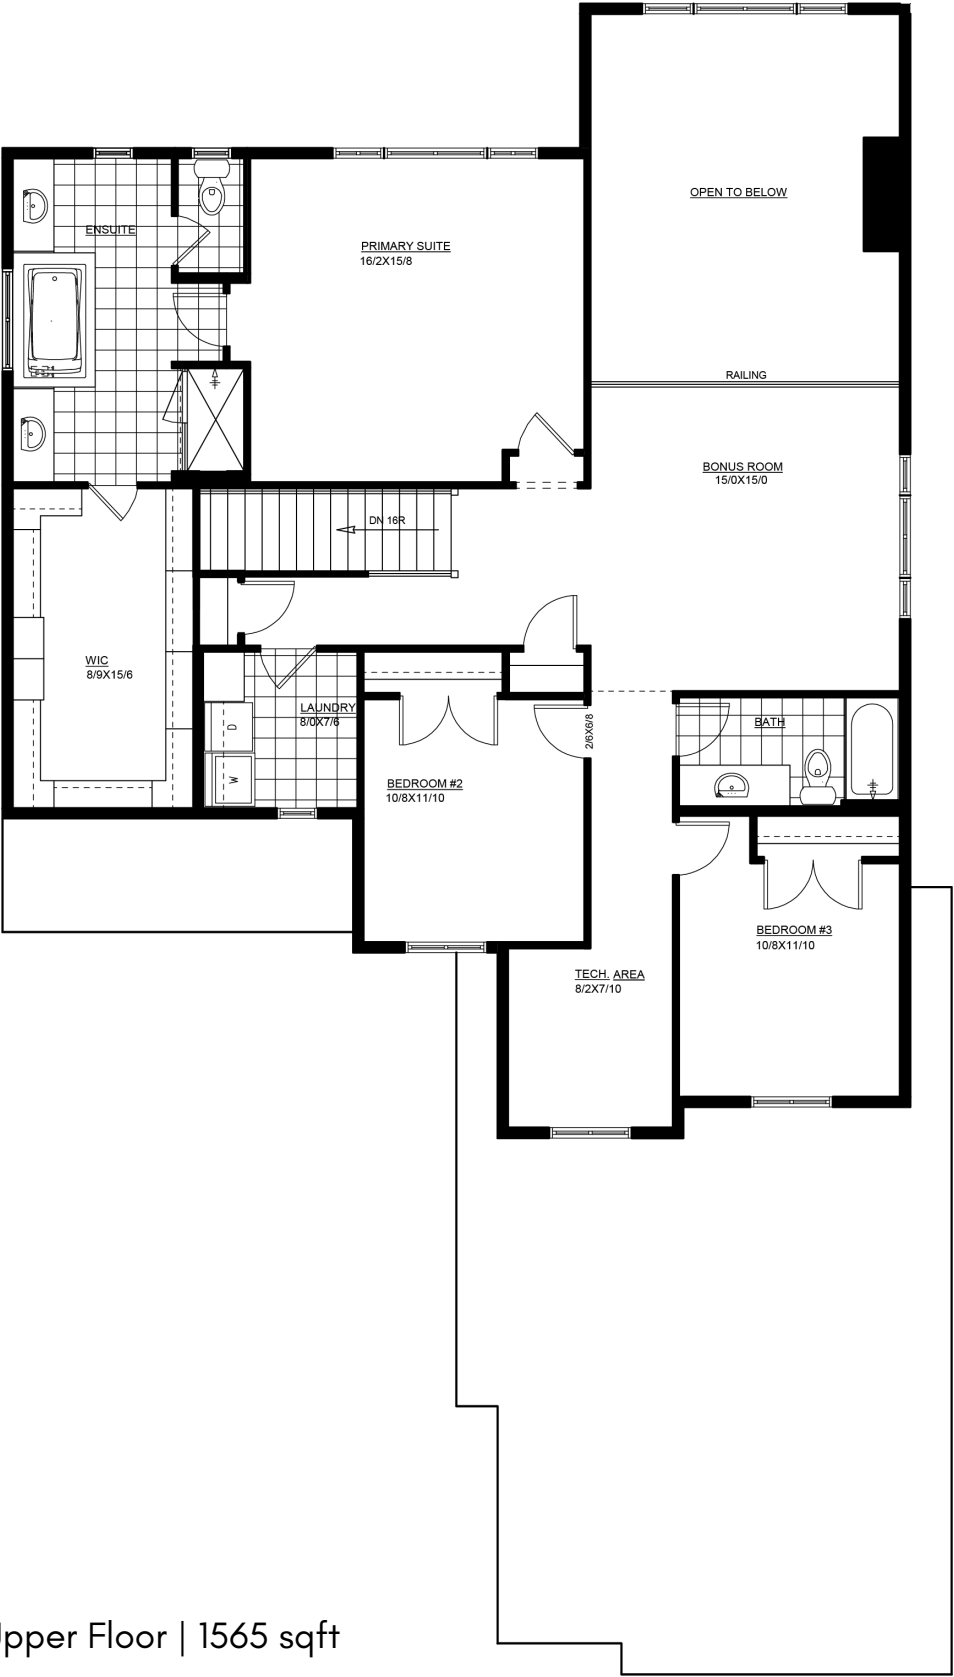 OPEN TO BELOW
ENSUITE
PRIMARY SUITE
16/2X15/8
RAILING
BONUS ROOM
15/0X15/0
DN 16R
WIC
8/9X15/6
LAUNDRY
8/0X7/6
D
W
2/6X6/8
BATH
BEDROOM #2
10/8X11/10
BEDROOM #3
10/8X11/10
TECH. AREA
8/2X7/10
Upper Floor | 1565 sqft